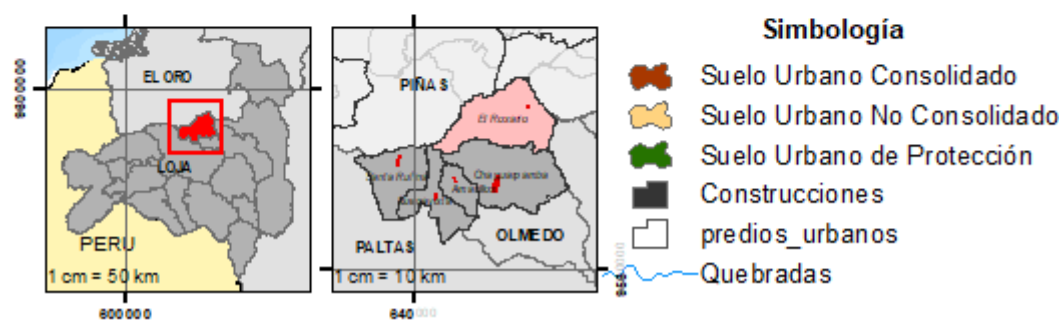 EL ORO
LOJA
PERU
1 cm = 50 km
600000
PIÑAS
El Rosario
Santa Rufina
Chaguarpamba
Amarillos
PALTAS
OLMEDO
1 cm = 10 km
640000
Simbología
Suelo Urbano Consolidado
Suelo Urbano No Consolidado
Suelo Urbano de Protección
Construcciones
predios_urbanos
Quebradas